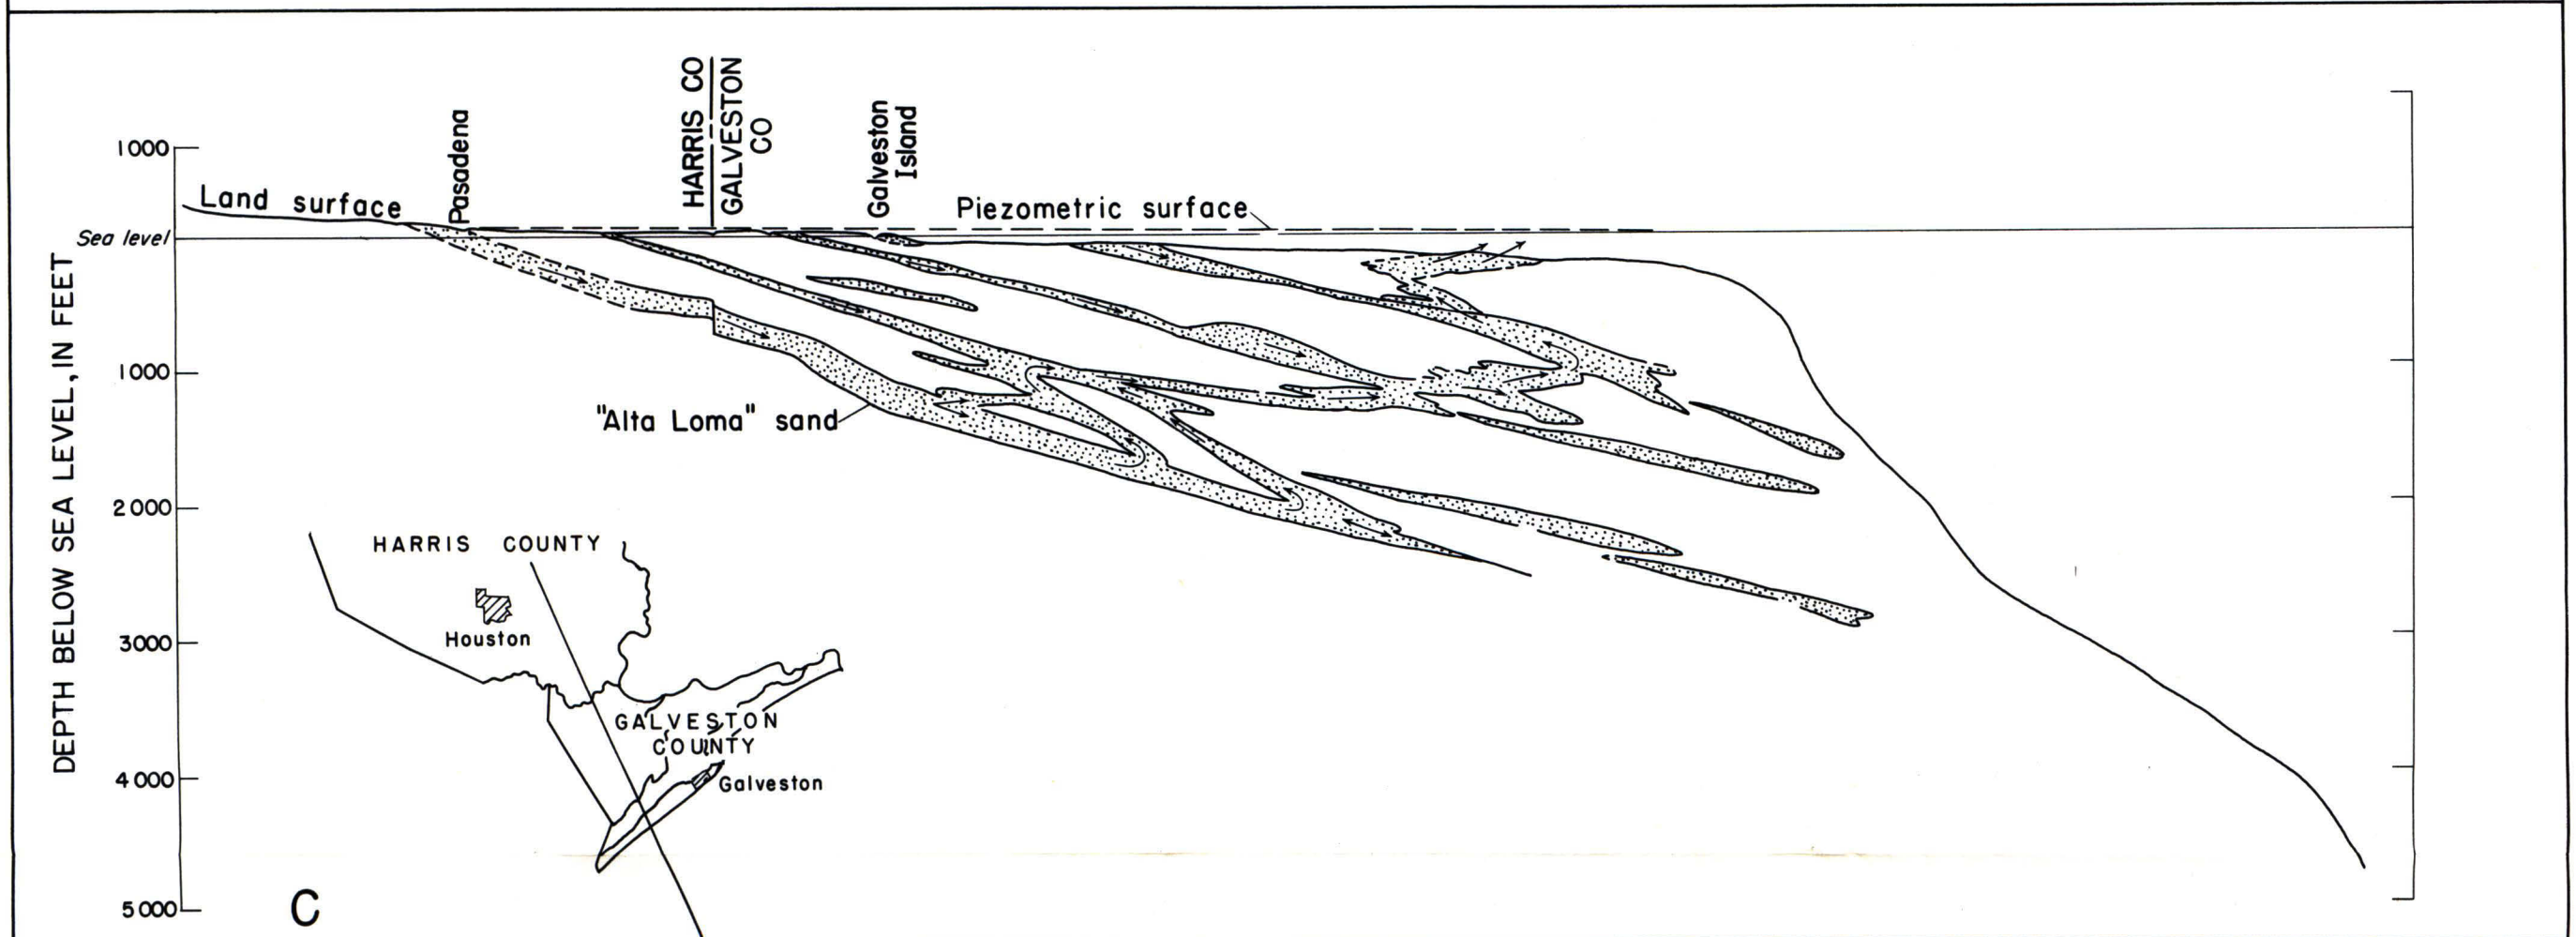 HARRIS CO
GALVESTON
CO
Pasadena
Galveston
Island
1000
Land surface
Piezometric surface
Sea level
DEPTH BELOW SEA LEVEL, IN FEET
1000
"Alta Loma" sand
2000
HARRIS COUNTY
Houston
3000
GALVESTON
COUNTY
4000
Galveston
5000
C